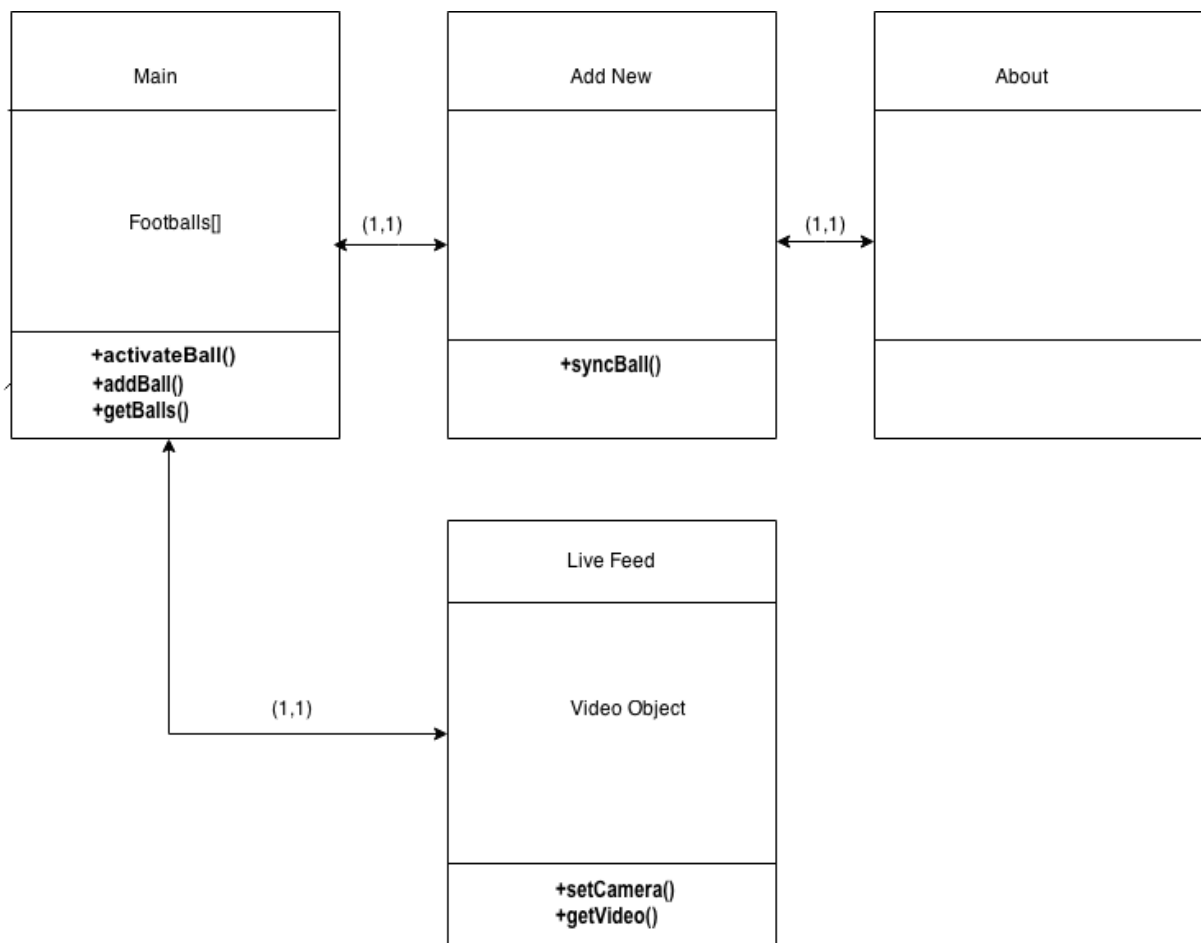 Main
Footballs[]
+activateBall()
+addBall()
+getBalls()
(1,1)
Add New
+syncBall()
(1,1)
About
(1,1)
Live Feed
Video Object
+setCamera()
+getVideo()